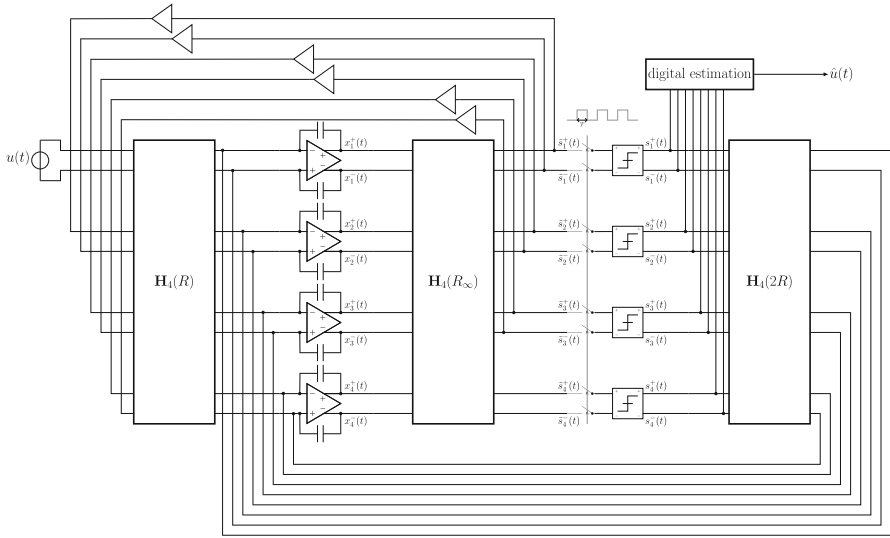 digital estimation
û(t)
T
u(t)
x₁⁺(t)
s̃₁⁺(t)
s₁⁺(t)
x₁⁻(t)
s̃₁⁻(t)
s₁⁻(t)
x₂⁺(t)
s̃₂⁺(t)
s₂⁺(t)
x₂⁻(t)
s̃₂⁻(t)
s₂⁻(t)
H₄(R)
H₄(R∞)
H₄(2R)
x₃⁺(t)
s̃₃⁺(t)
s₃⁺(t)
x₃⁻(t)
s̃₃⁻(t)
s₃⁻(t)
x₄⁺(t)
s̃₄⁺(t)
s₄⁺(t)
x₄⁻(t)
s̃₄⁻(t)
s₄⁻(t)